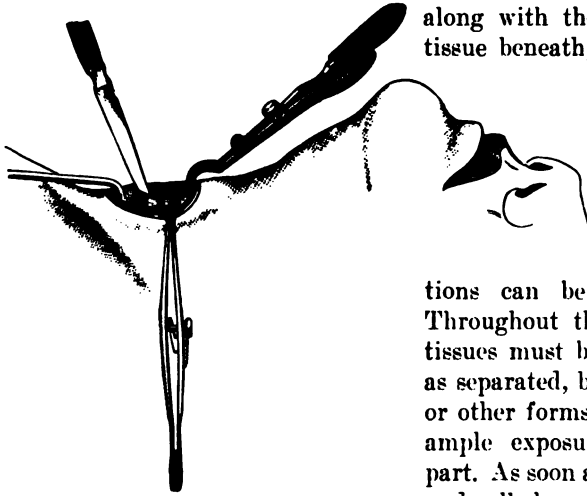 along with th
tissue beneath
tions can be
Throughout th
tissues must b
as separated, b
or other forms
ample exposu
part. As soon a